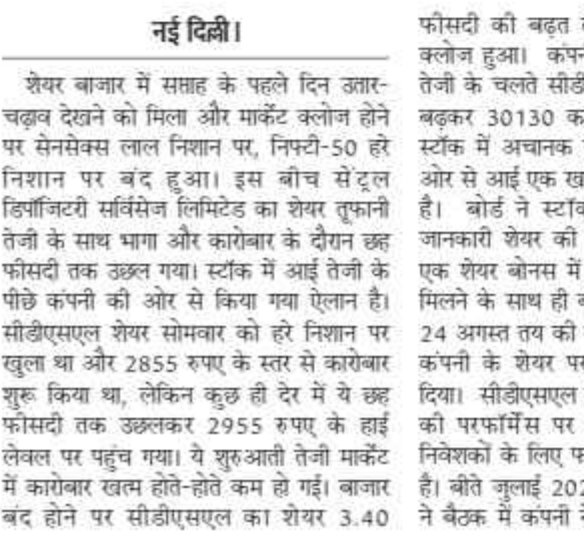 नई दिल्ली।
शेयर बाजार में सप्ताह के पहले दिन उतार-
चढ़ाव देखने को मिला और मार्केट क्लोज होने
पर सेनसेक्स लाल निशान पर, निफ्टी-50 हरे
निशान पर बंद हुआ। इस बीच सेंट्रल
डिपॉजिटरी सर्विसेज लिमिटेड का शेयर तूफानी
तेजी के साथ भागा और कारोबार के दौरान छह
फीसदी तक उछल गया। स्टॉक में आई तेजी के
पीछे कंपनी की ओर से किया गया ऐलान है।
सीडीएसएल शेयर सोमवार को हरे निशान पर
खुला था और 2855 रुपए के स्तर से कारोबार
शुरू किया था, लेकिन कुछ ही देर में ये छह
फीसदी तक उछलकर 2955 रुपए के हाई
लेवल पर पहुंच गया। ये शुरुआती तेजी मार्केट
में कारोबार खत्म होते-होते कम हो गई। बाजार
बंद होने पर सीडीएसएल का शेयर 3.40
फीसदी की बढ़त
क्लोज हुआ।
तेजी के चलते
बढ़कर 30130
स्टॉक में अचानक
ओर से आई एक
है। बोर्ड ने
जानकारी शेयर की
एक शेयर बोनस में
मिलने के साथ ही
24 अगस्त तय की
कंपनी के शेयर
दिया। सीडीएसएल
की परफॉर्मेंस पर
निवेशकों के लिए
है। बीते जुलाई
ने बैठक में कंपनी